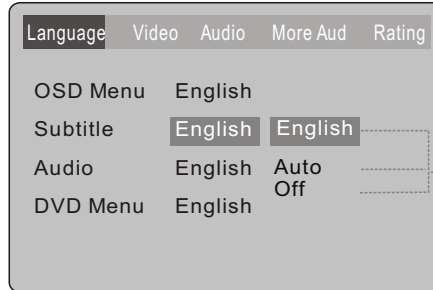 Language Video Audio More Aud Rating
OSD Menu English
Subtitle English English
Audio English Auto
Off
DVD Menu English